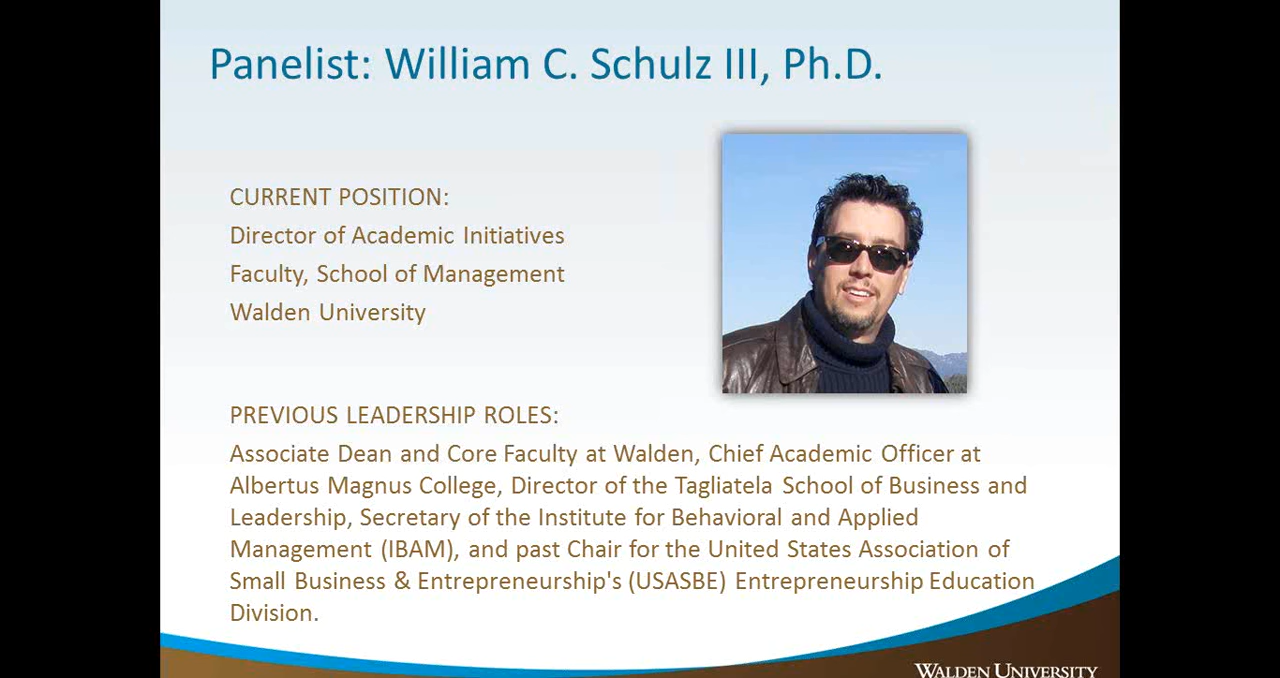 Panelist: William C. Schulz III, Ph.D.
CURRENT POSITION:
Director of Academic Initiatives
Faculty, School of Management
Walden University
PREVIOUS LEADERSHIP ROLES:
Associate Dean and Core Faculty at Walden, Chief Academic Officer at
Albertus Magnus College, Director of the Tagliatela School of Business and
Leadership, Secretary of the Institute for Behavioral and Applied
Management (IBAM), and past Chair for the United States Association of
Small Business & Entrepreneurship's (USASBE) Entrepreneurship Education
Division.
WALDEN UNIVERSITY